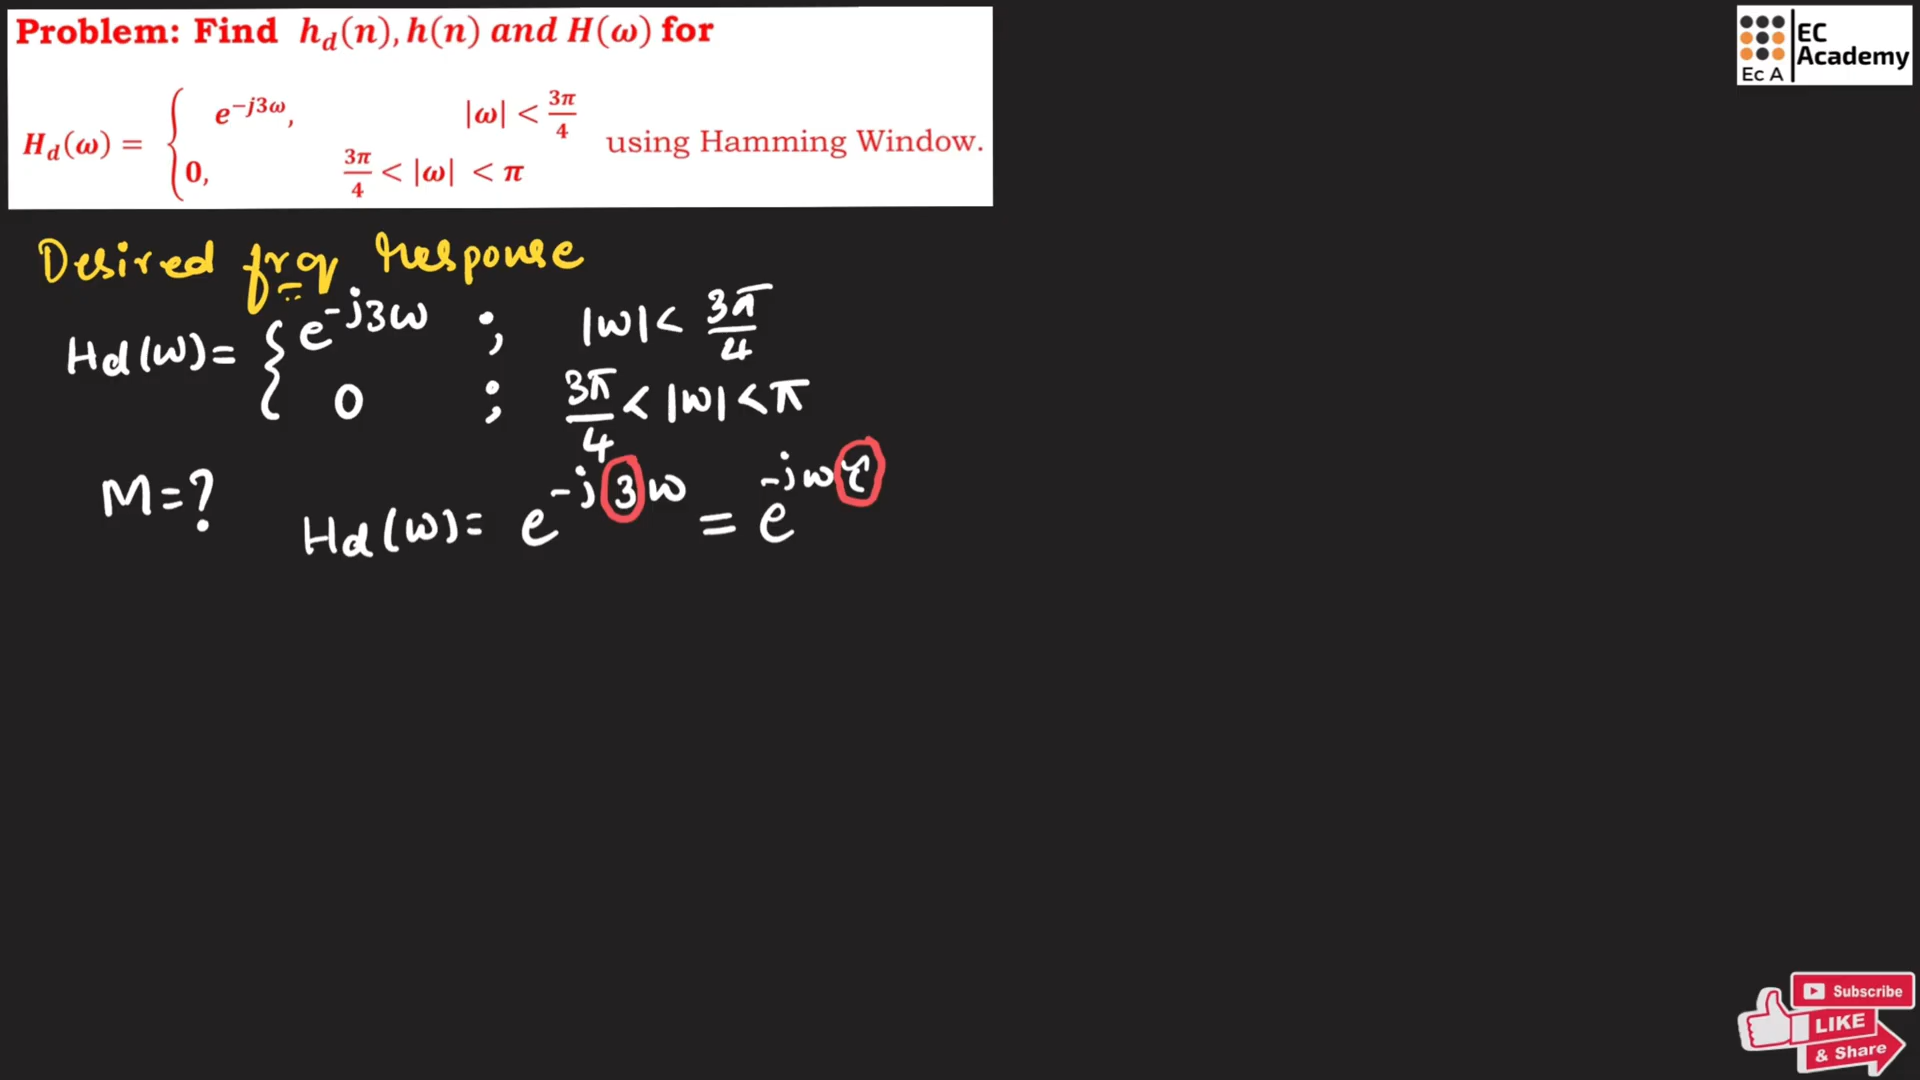 Problem: Find h_d(n), h(n) and H(ω) for
H_d(ω) = { e^{-j3ω}, |ω| < 3π/4
0, 3π/4 < |ω| < π
using Hamming Window.
EC
Academy
Ec A
Desired frq response
Hd(ω) = { e^{-j3ω} ; |ω| < 3π/4
0 ; 3π/4 < |ω| < π
M = ? Hd(ω) = e^{-j3ω} = e^{-jωτ}
Subscribe
LIKE
& Share